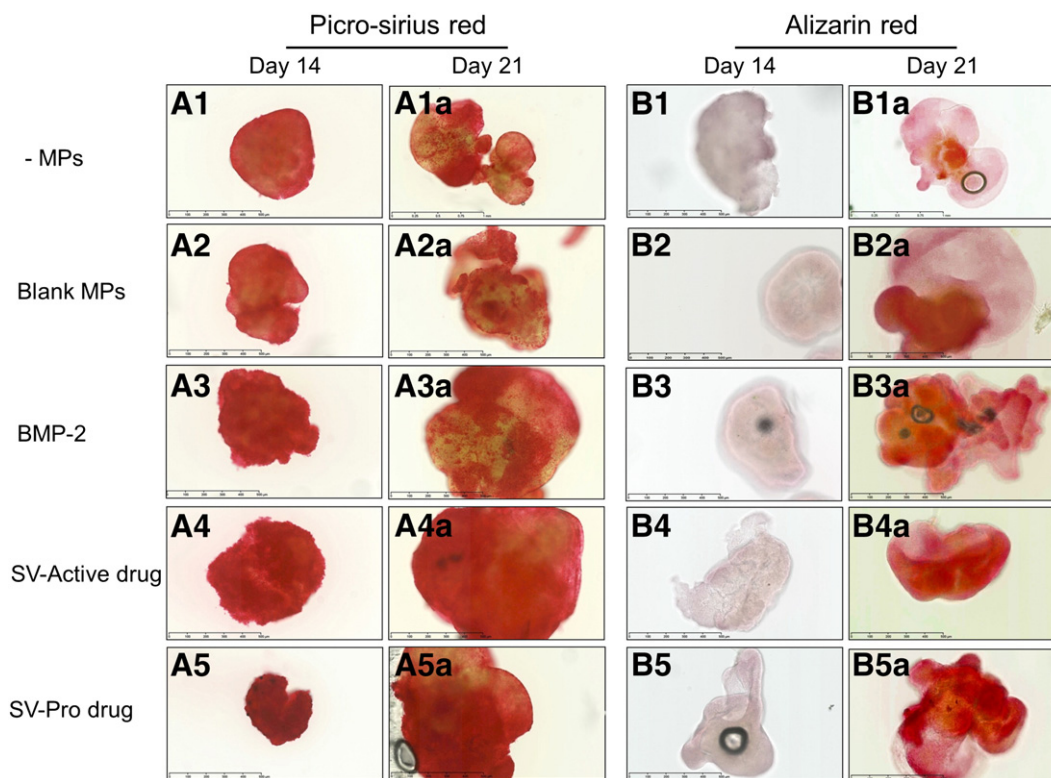 Picro-sirius red
Alizarin red
Day 14
Day 21
Day 14
Day 21
- MPs
A1
A1a
B1
B1a
Blank MPs
A2
A2a
B2
B2a
BMP-2
A3
A3a
B3
B3a
SV-Active drug
A4
A4a
B4
B4a
SV-Pro drug
A5
A5a
B5
B5a